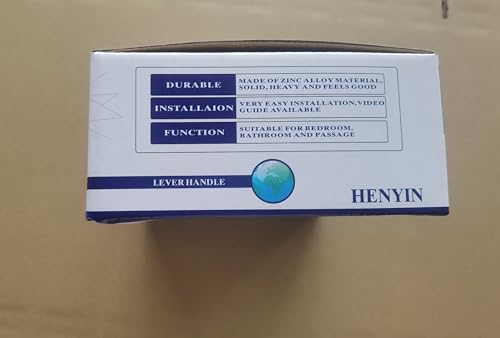 DURABLE
MADE OF ZINC ALLOY MATERIAL,
SOLID, HEAVY AND FEELS GOOD
INSTALLAION
VERY EASY INSTALLATION,VIDEO
GUIDE AVAILABLE
FUNCTION
SUITABLE FOR BEDROOM,
BATHROOM AND PASSAGE
LEVER HANDLE
HENYIN